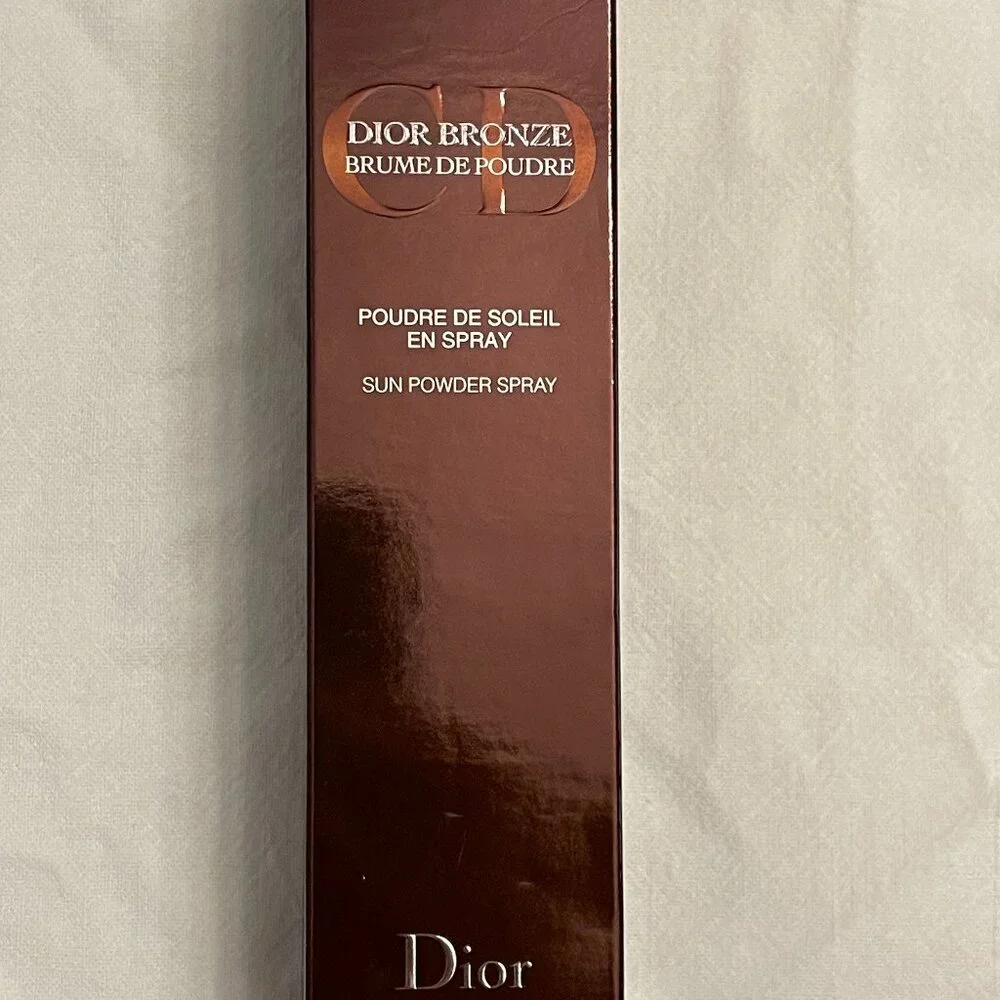 CD
DIOR BRONZE
BRUME DE POUDRE
POUDRE DE SOLEIL
EN SPRAY
SUN POWDER SPRAY
Dior